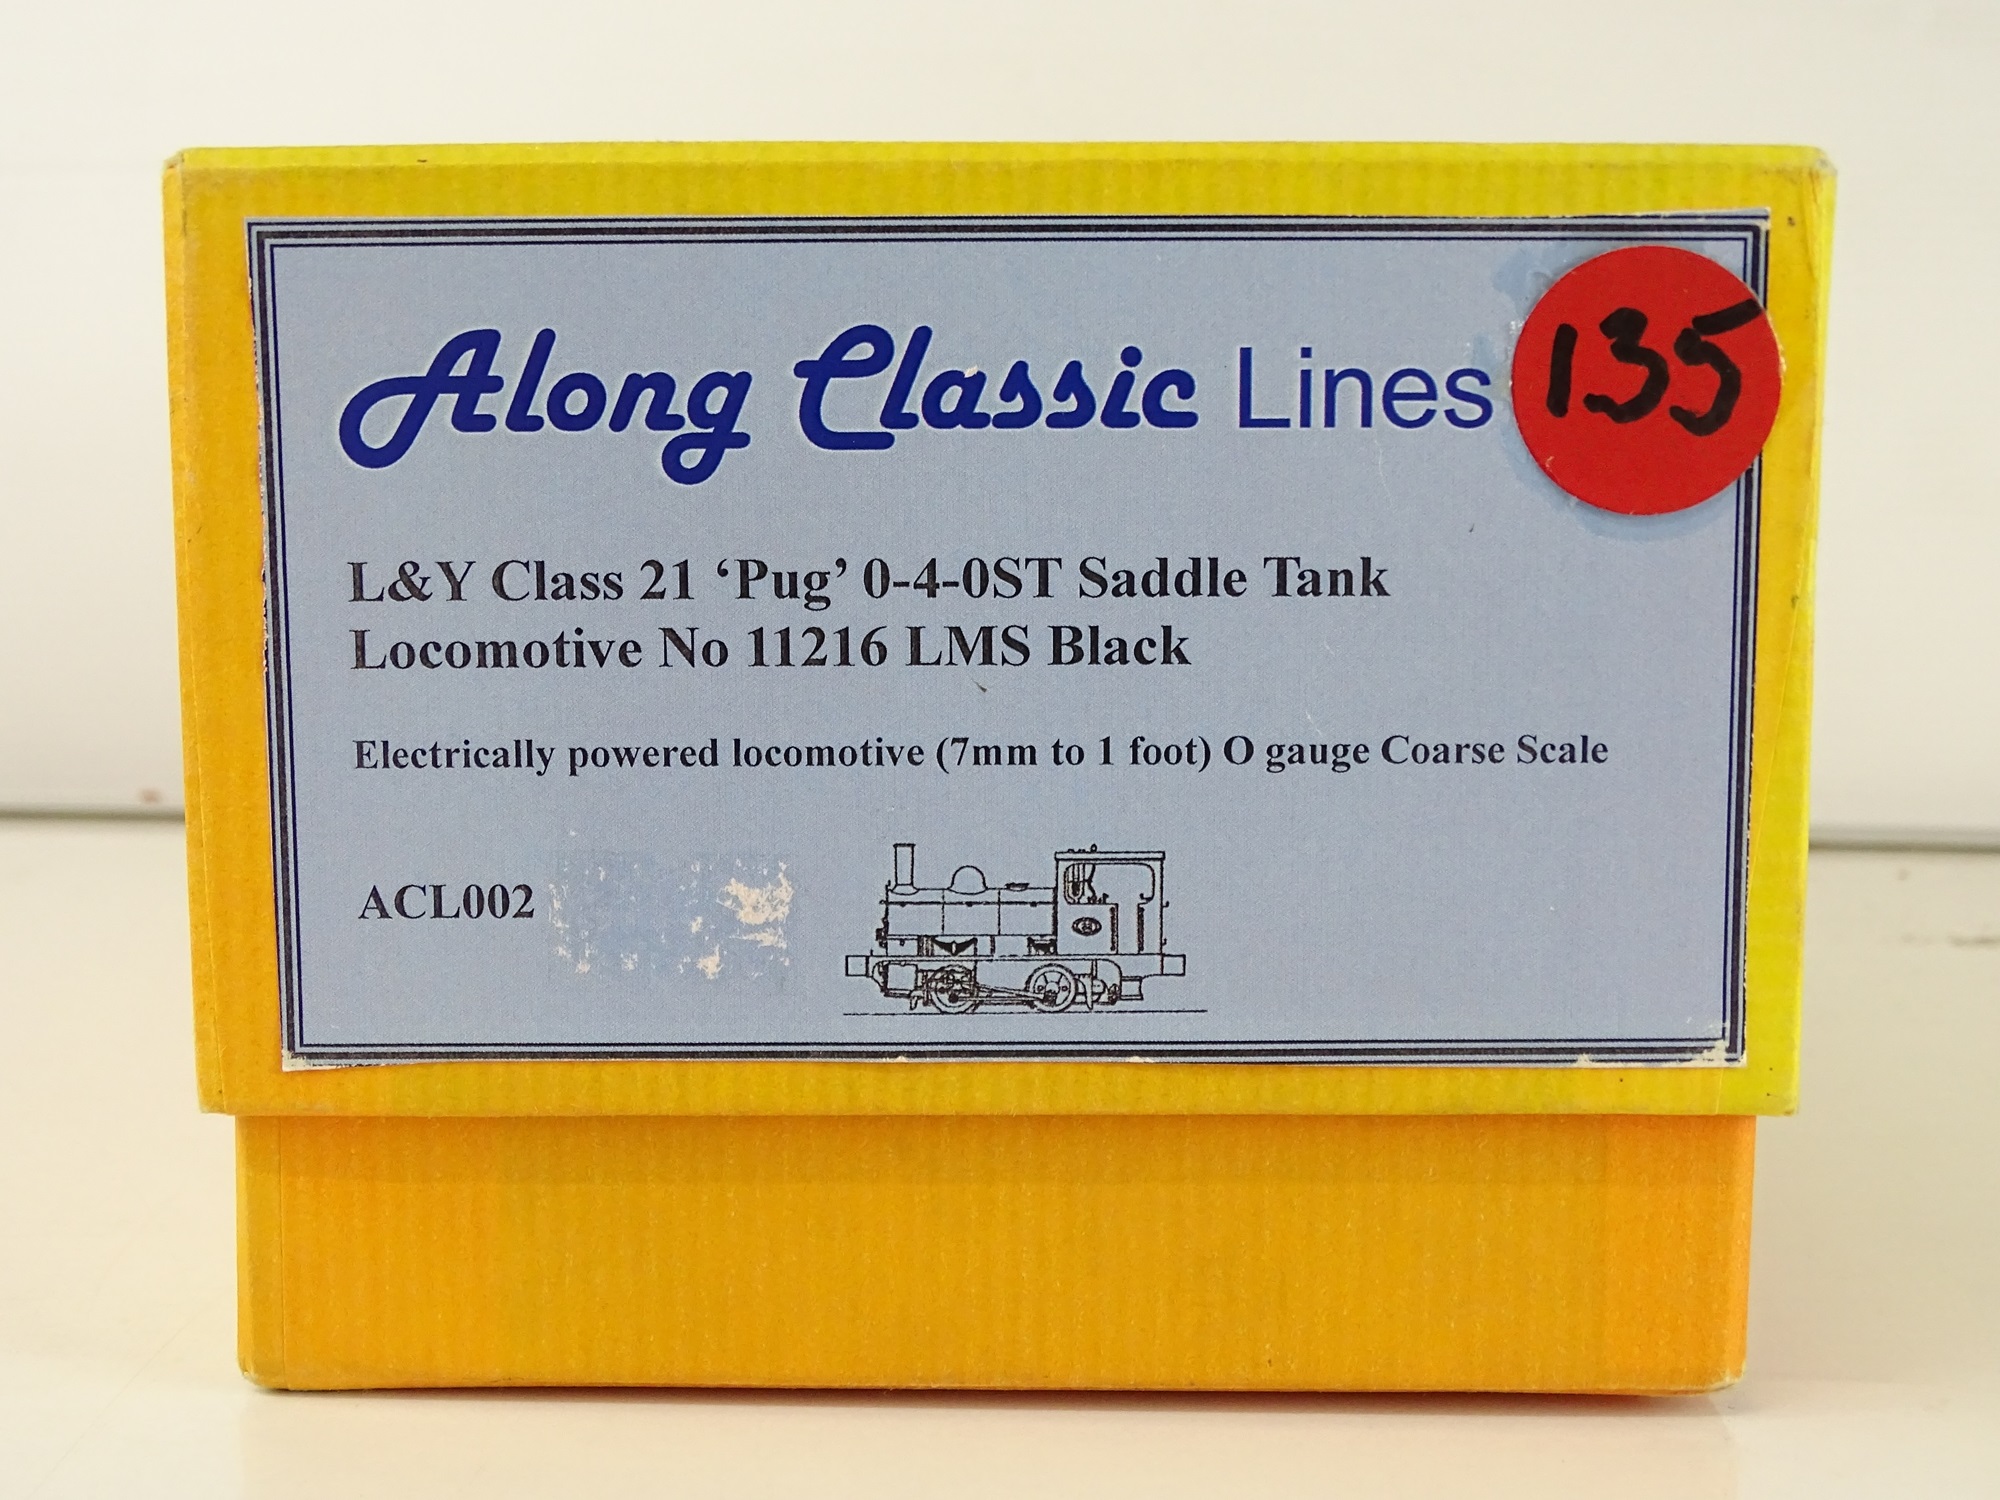 Along Classic Lines
135
L&Y Class 21 ‘Pug’ 0-4-0ST Saddle Tank
Locomotive No 11216 LMS Black
Electrically powered locomotive (7mm to 1 foot) O gauge Coarse Scale
ACL002